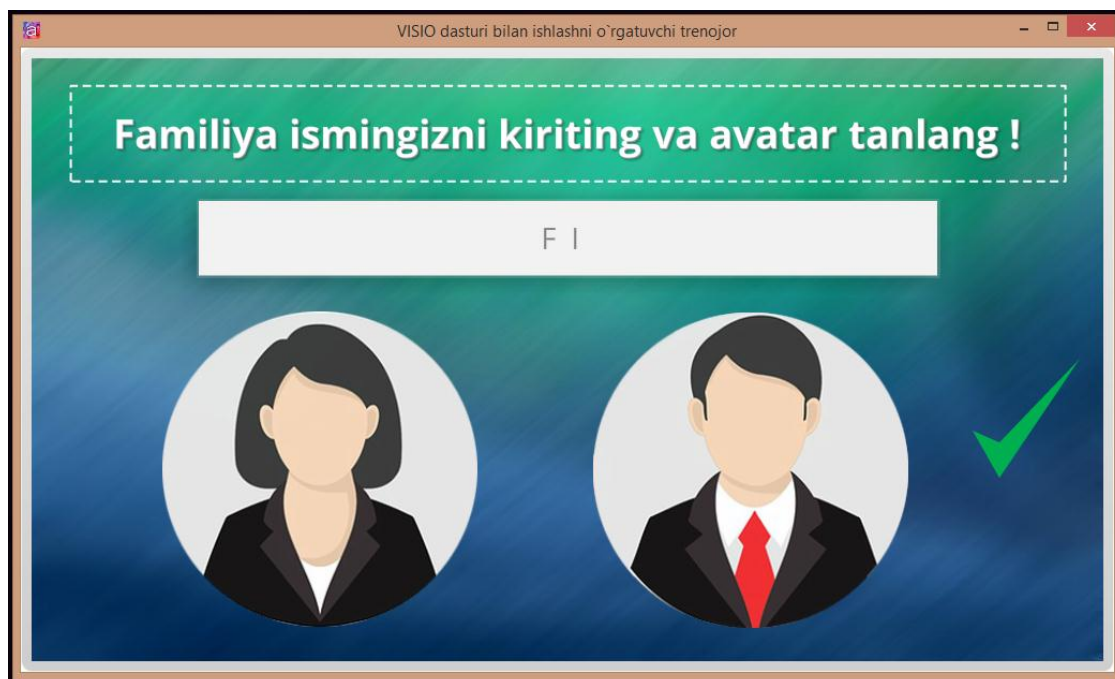 VISIO dasturi bilan ishlashni o`rgatuvchi trenojor
Familiya ismingizni kiriting va avatar tanlang !
F I